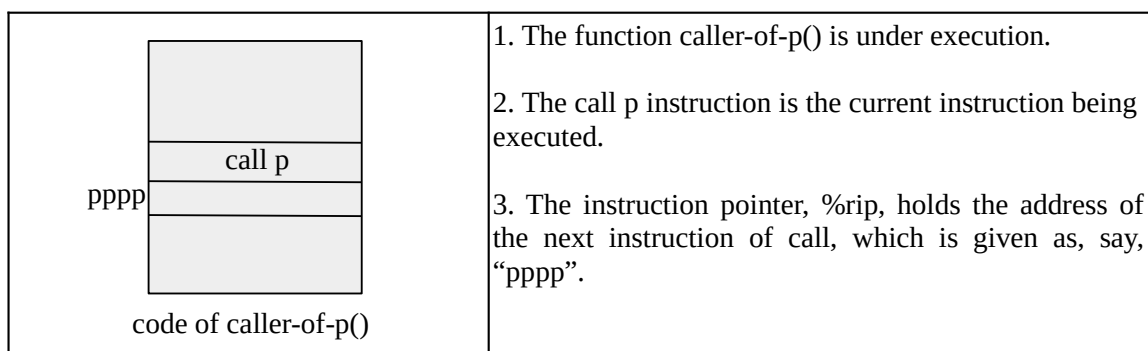 call p
pppp
code of caller-of-p()
1. The function caller-of-p() is under execution.
2. The call p instruction is the current instruction being
executed.
3. The instruction pointer, %rip, holds the address of
the next instruction of call, which is given as, say,
“pppp”.